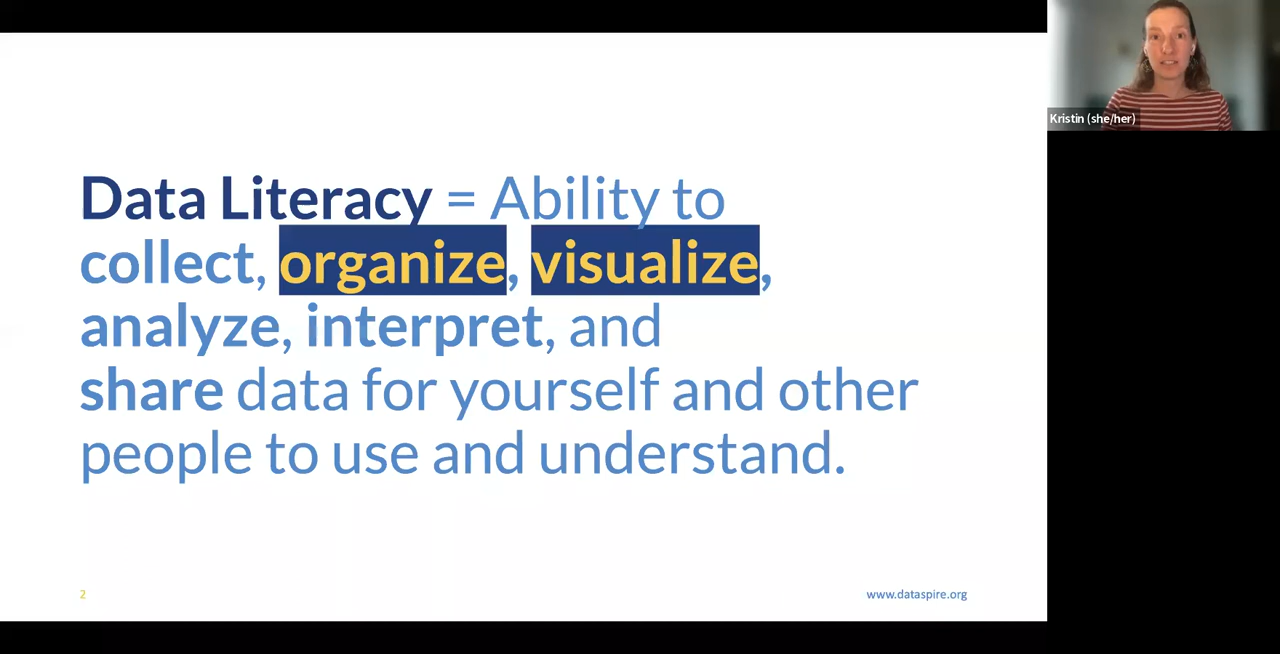 Data Literacy = Ability to
collect, organize, visualize,
analyze, interpret, and
share data for yourself and other
people to use and understand.
2
www.dataspire.org
Kristin (she/her)